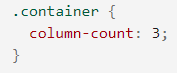 .container {
  column-count: 3;
}